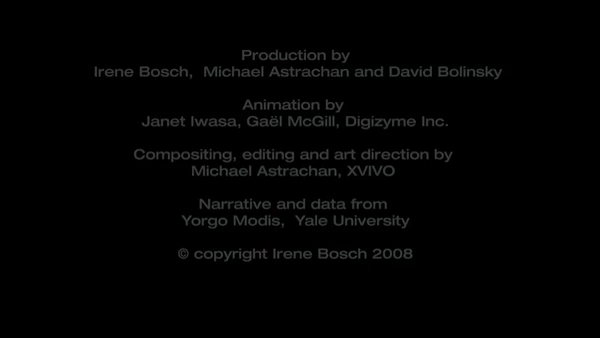 Production by
Irene Bosch,  Michael Astrachan and David Bolinsky
Animation by
Janet Iwasa, Gaël McGill, Digizyme Inc.
Compositing, editing and art direction by
Michael Astrachan, XVIVO
Narrative and data from
Yorgo Modis,  Yale University
© copyright Irene Bosch 2008